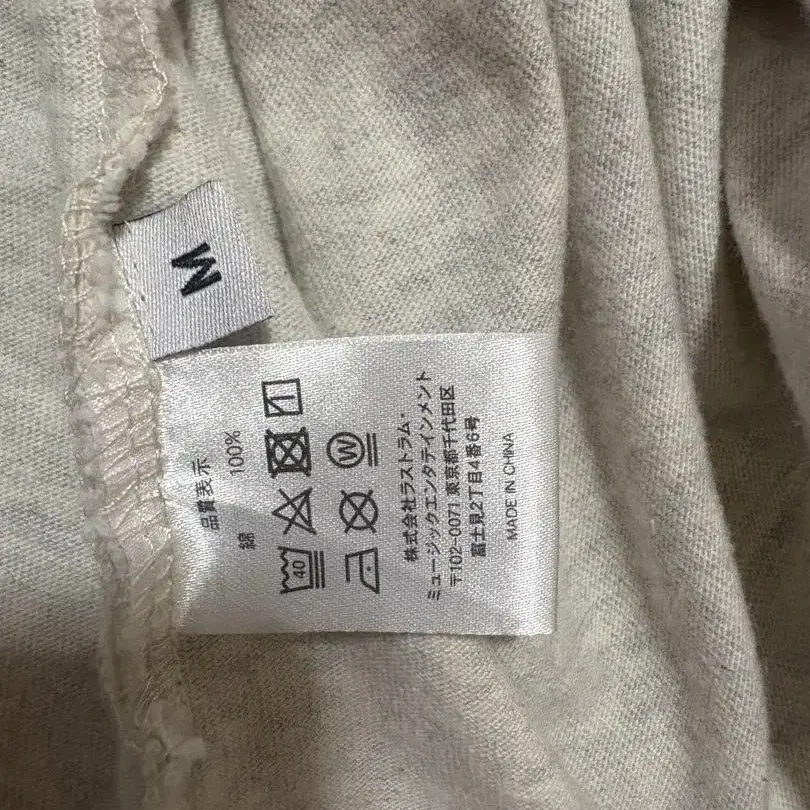 M
品質表示
綿 100%
40
W
株式会社ラストラム・
ミュージックエンタテインメント
〒102-0071 東京都千代田区
富士見2丁目4番6号
MADE IN CHINA